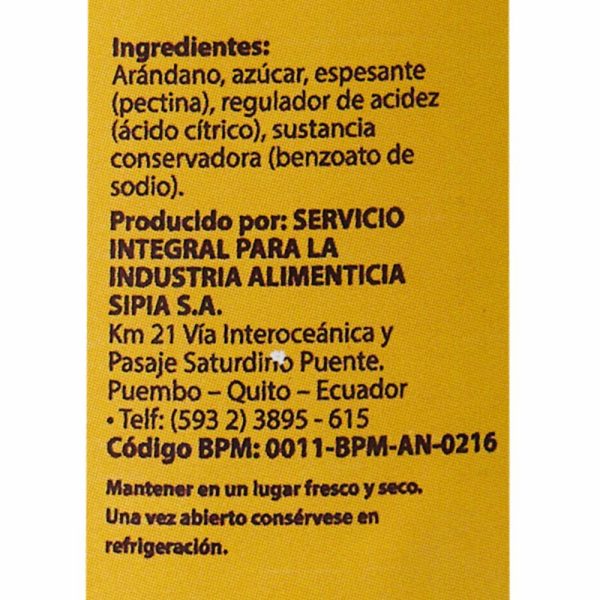 Ingredientes:
Arándano, azúcar, espesante
(pectina), regulador de acidez
(ácido cítrico), sustancia
conservadora (benzoato de
sodio).
Producido por: SERVICIO
INTEGRAL PARA LA
INDUSTRIA ALIMENTICIA
SIPIA S.A.
Km 21 Vía Interoceánica y
Pasaje Saturdino Puente.
Puembo – Quito – Ecuador
• Telf: (593 2) 3895 - 615
Código BPM: 0011-BPM-AN-0216
Mantener en un lugar fresco y seco.
Una vez abierto consérvese en
refrigeración.